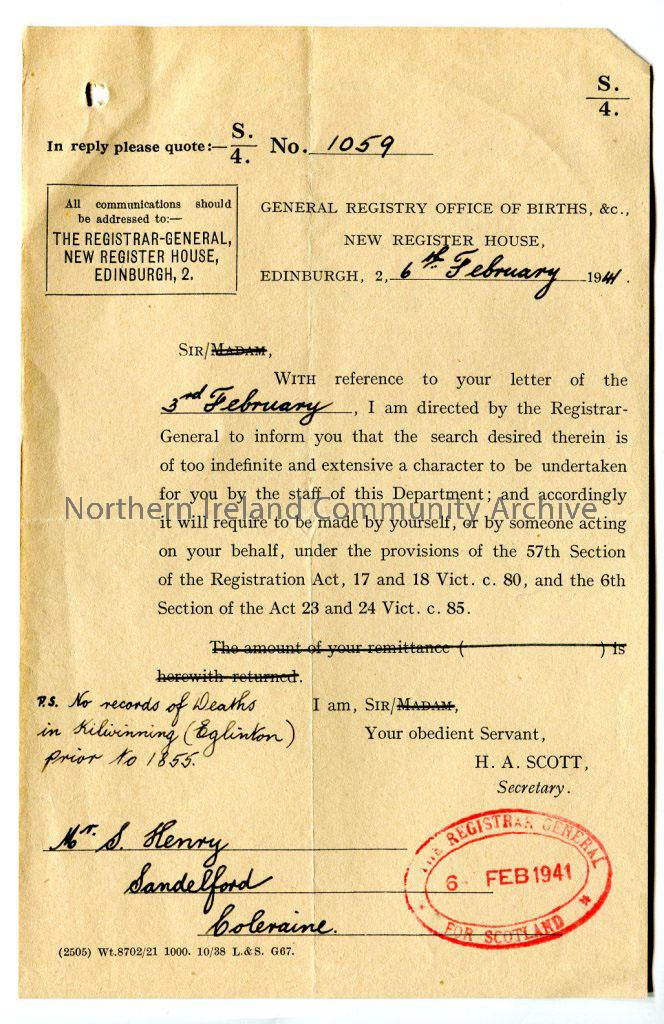 S.
4.
In reply please quote:— S. 4. No. 1059
All communications should
be addressed to:—
THE REGISTRAR-GENERAL,
NEW REGISTER HOUSE,
EDINBURGH, 2.
GENERAL REGISTRY OFFICE OF BIRTHS, &c.,
NEW REGISTER HOUSE,
EDINBURGH, 2, 6th February 1941.
SIR/MADAM,
WITH reference to your letter of the
3rd February, I am directed by the Registrar-
General to inform you that the search desired therein is
of too indefinite and extensive a character to be undertaken
for you by the staff of this Department; and accordingly
Northern Ireland Community Archive
it will require to be made by yourself, or by someone acting
on your behalf, under the provisions of the 57th Section
of the Registration Act, 17 and 18 Vict. c. 80, and the 6th
Section of the Act 23 and 24 Vict. c. 85.
The amount of your remittance ( ) is
herewith returned.
I am, SIR/MADAM,
Your obedient Servant,
H. A. SCOTT,
Secretary.
P.S. No records of Deaths
in Kilwinning (Eglinton)
prior to 1855.
Mr. S. Henry
Sandelford
Coleraine.
THE REGISTRAR GENERAL
6 FEB 1941
FOR SCOTLAND
(2505) Wt.8702/21 1000. 10/38 L.&S. G67.